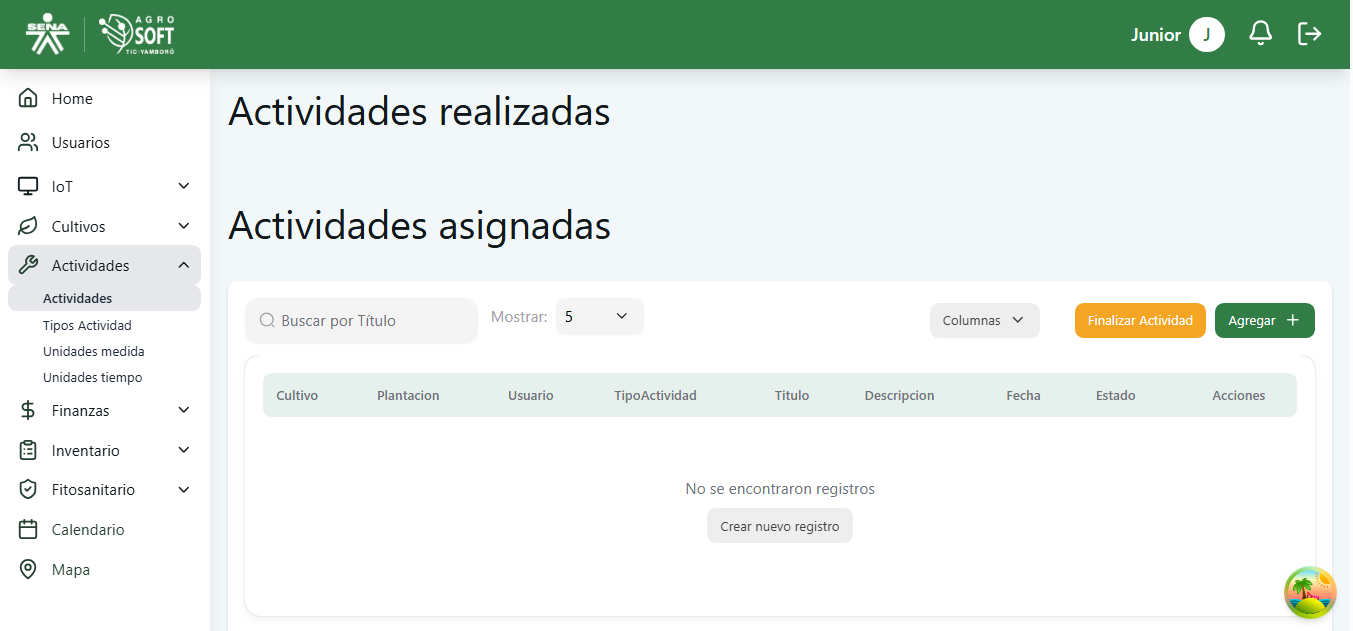 SENA
AGRO
SOFT
TIC-YAMBORÓ
Junior
J
Home
Usuarios
IoT
Cultivos
Actividades
Actividades
Tipos Actividad
Unidades medida
Unidades tiempo
Finanzas
Inventario
Fitosanitario
Calendario
Mapa
Actividades realizadas
Actividades asignadas
Buscar por Título
Mostrar: 5
Columnas
Finalizar Actividad
Agregar
Cultivo Plantacion Usuario TipoActividad Titulo Descripcion Fecha Estado Acciones
No se encontraron registros
Crear nuevo registro